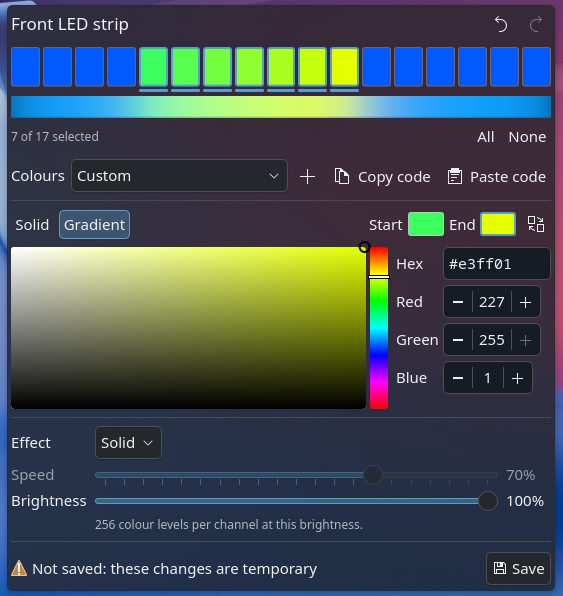 Front LED strip
7 of 17 selected All None
Colours Custom Copy code Paste code
Solid Gradient Start End
Hex #e3ff01
Red 227
Green 255
Blue 1
Effect Solid
Speed 70%
Brightness 100%
256 colour levels per channel at this brightness.
Not saved: these changes are temporary Save